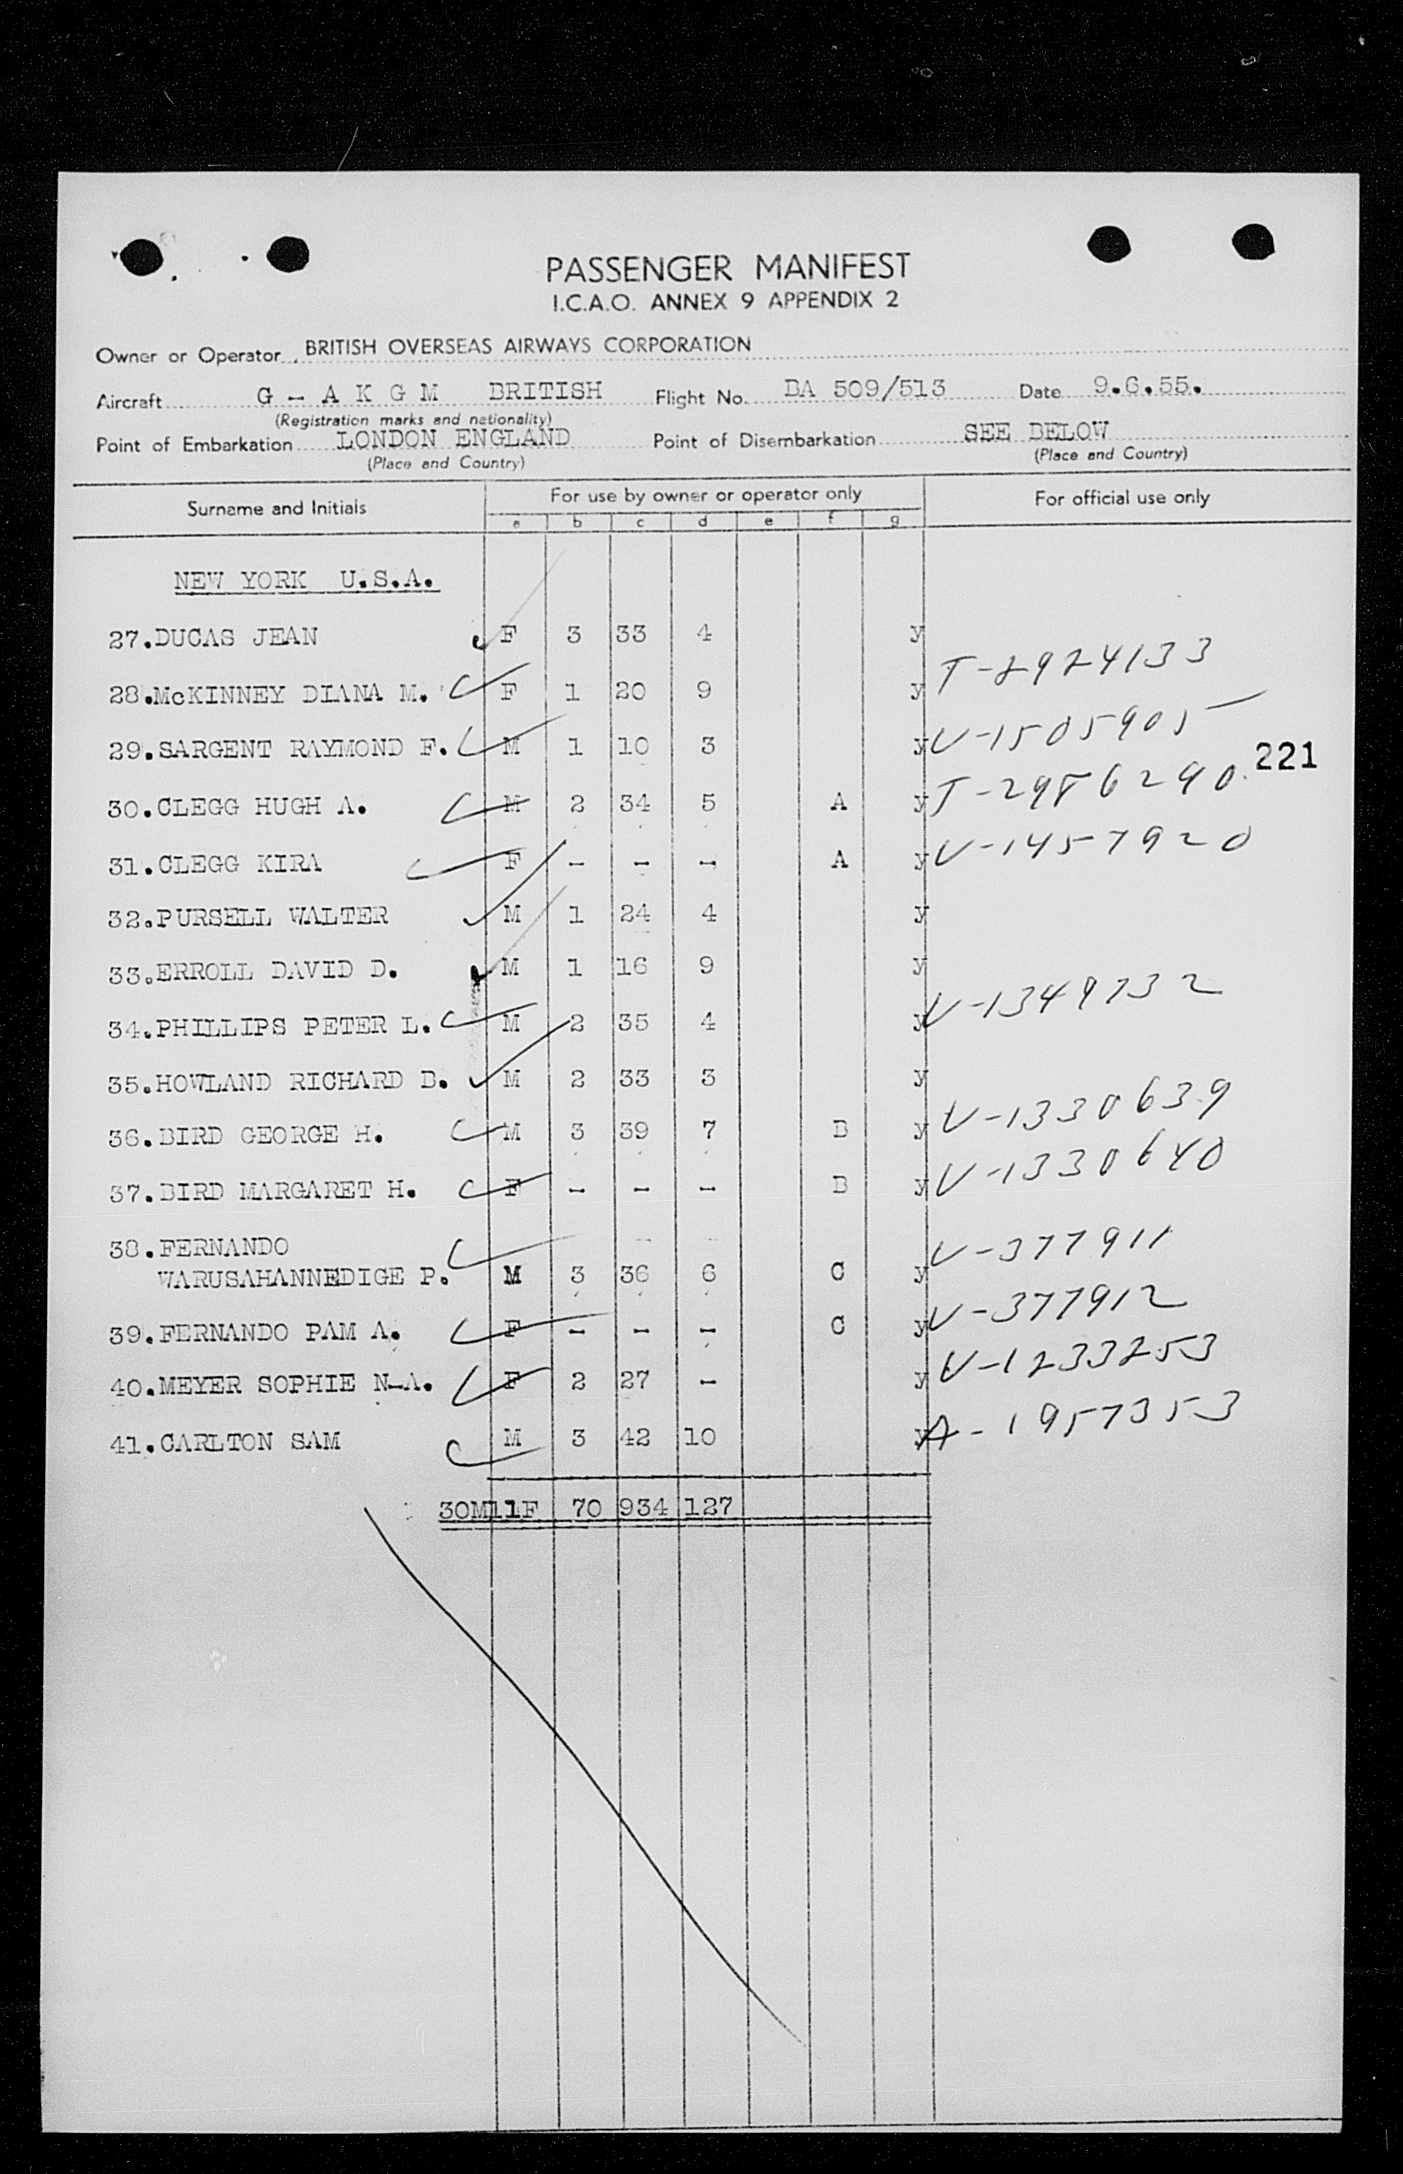 PASSENGER MANIFEST
I.C.A.O. ANNEX 9 APPENDIX 2
Owner or Operator BRITISH OVERSEAS AIRWAYS CORPORATION
Aircraft G - A K G M BRITISH Flight No. BA 509/513 Date 9.6.55.
(Registration marks and nationality)
Point of Embarkation LONDON ENGLAND Point of Disembarkation SEE BELOW
(Place and Country) (Place and Country)
Surname and Initials For use by owner or operator only For official use only
a b c d e f g
NEW YORK U.S.A.
27.DUCAS JEAN F 3 33 4 y
28.McKINNEY DIANA M. F 1 20 9 y T-2924133
29.SARGENT RAYMOND F. M 1 10 3 y V-1505905
221
30.CLEGG HUGH A. M 2 34 5 A y T-2986290
31.CLEGG KIRA F - - - A y V-1457920
32.PURSELL WALTER M 1 24 4 y
33.ERROLL DAVID D. M 1 16 9 y
34.PHILLIPS PETER L. M 2 35 4 y V-1349732
35.HOWLAND RICHARD B. M 2 33 3 y
36.BIRD GEORGE H. M 3 39 7 B y V-1330639
37.BIRD MARGARET H. F - - - B y V-1330640
38.FERNANDO
WARUSAHANNEDIGE P. M 3 36 6 C y V-377911
39.FERNANDO PAM A. F - - - C y V-377912
40.MEYER SOPHIE N-A. F 2 27 - y V-1233253
41.CARLTON SAM M 3 42 10 y A-1957353
30M11F 70 934 127